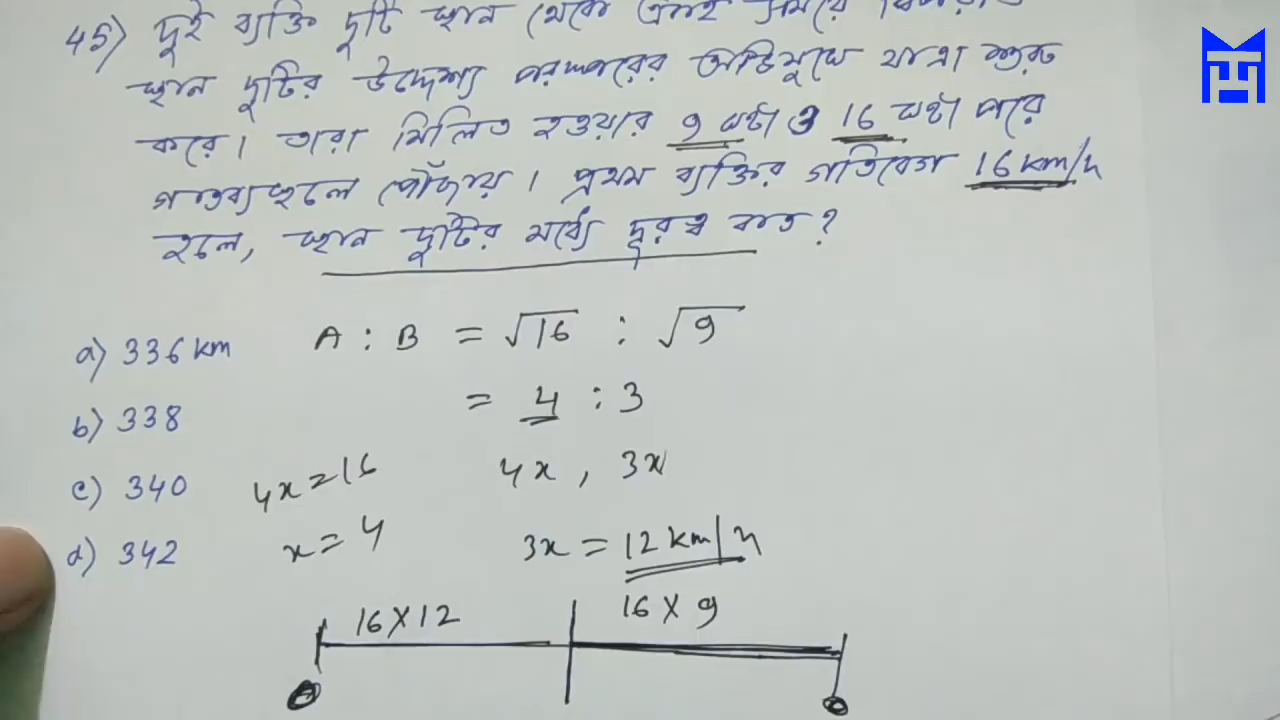 45) দুই ব্যক্তি দুটি স্থান থেকে একই সময়ে
স্থান দুটির উদ্দেশ্য পরস্পরের অভিমুখে যাত্রা শুরু
করে। তারা মিলিত হওয়ার 9 ঘন্টা ও 16 ঘন্টা পরে
গন্তব্যস্থলে পৌঁছায়। প্রথম ব্যক্তির গতিবেগ 16 km/h
হলে, স্থান দুটির মধ্যে দূরত্ব কত?
A : B = √16 : √9
a) 336 km
= 4 : 3
b) 338
4x , 3x
c) 340 4x = 16
x = 4 3x = 12 km/h
d) 342
16 X 12 16 X 9